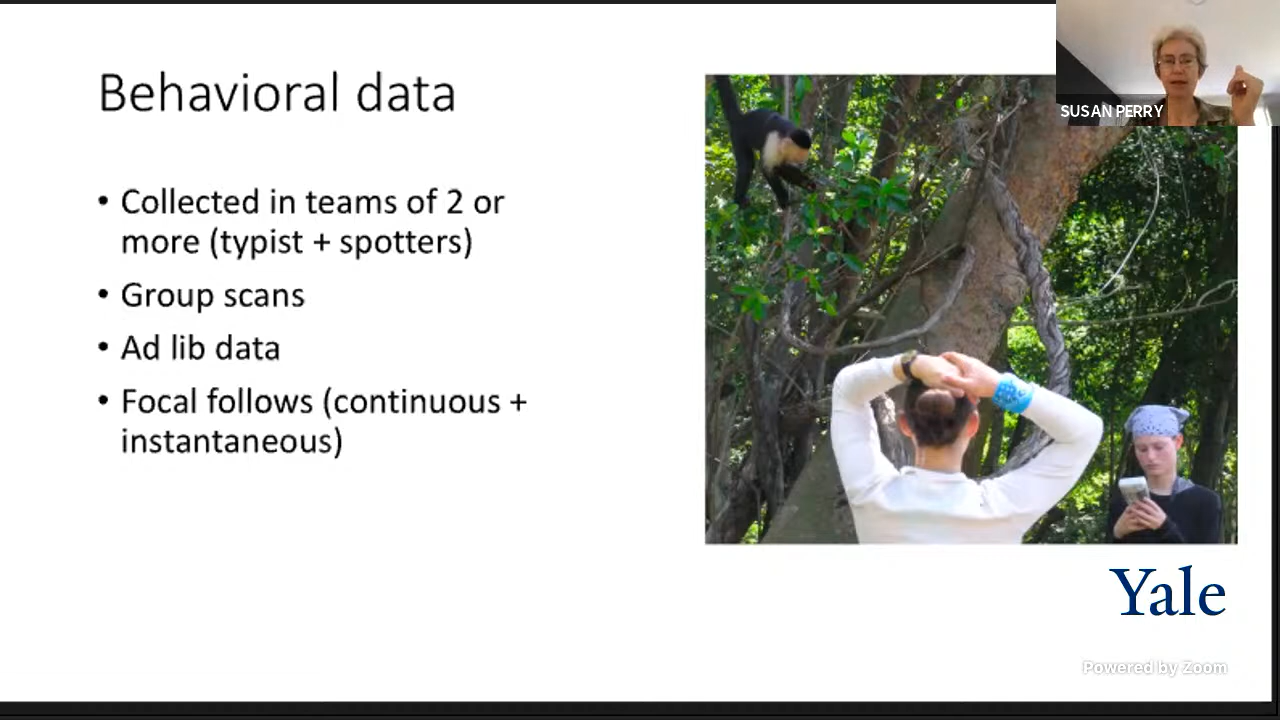 SUSAN PERRY
Behavioral data
• Collected in teams of 2 or
more (typist + spotters)
• Group scans
• Ad lib data
• Focal follows (continuous +
instantaneous)
Yale
Powered by Zoom